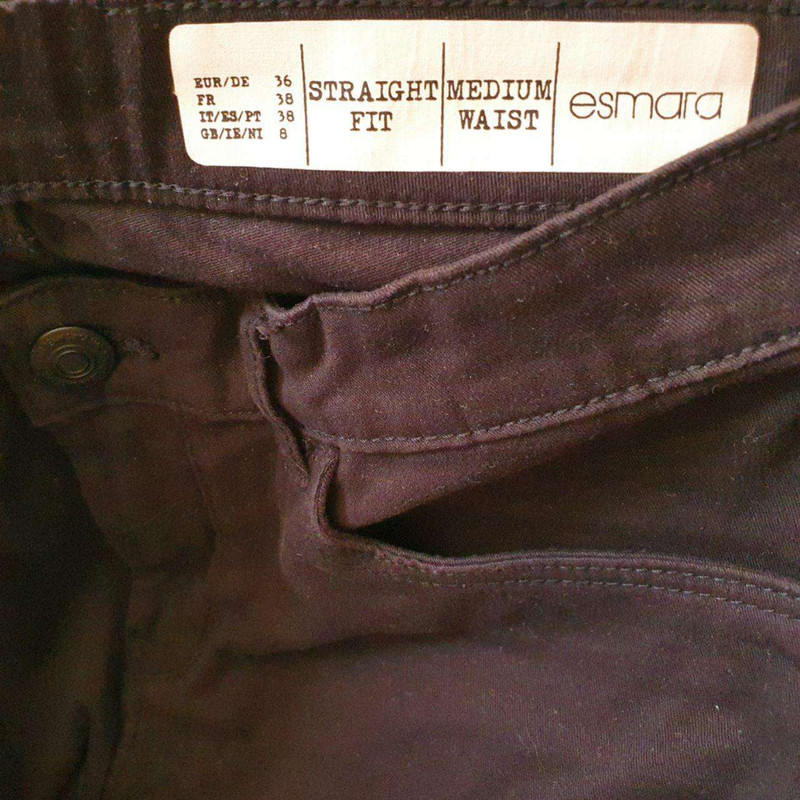 EUR/DE 36
FR 38
IT/ES/PT 38
GB/IE/NI 8
STRAIGHT
FIT
MEDIUM
WAIST
esmara